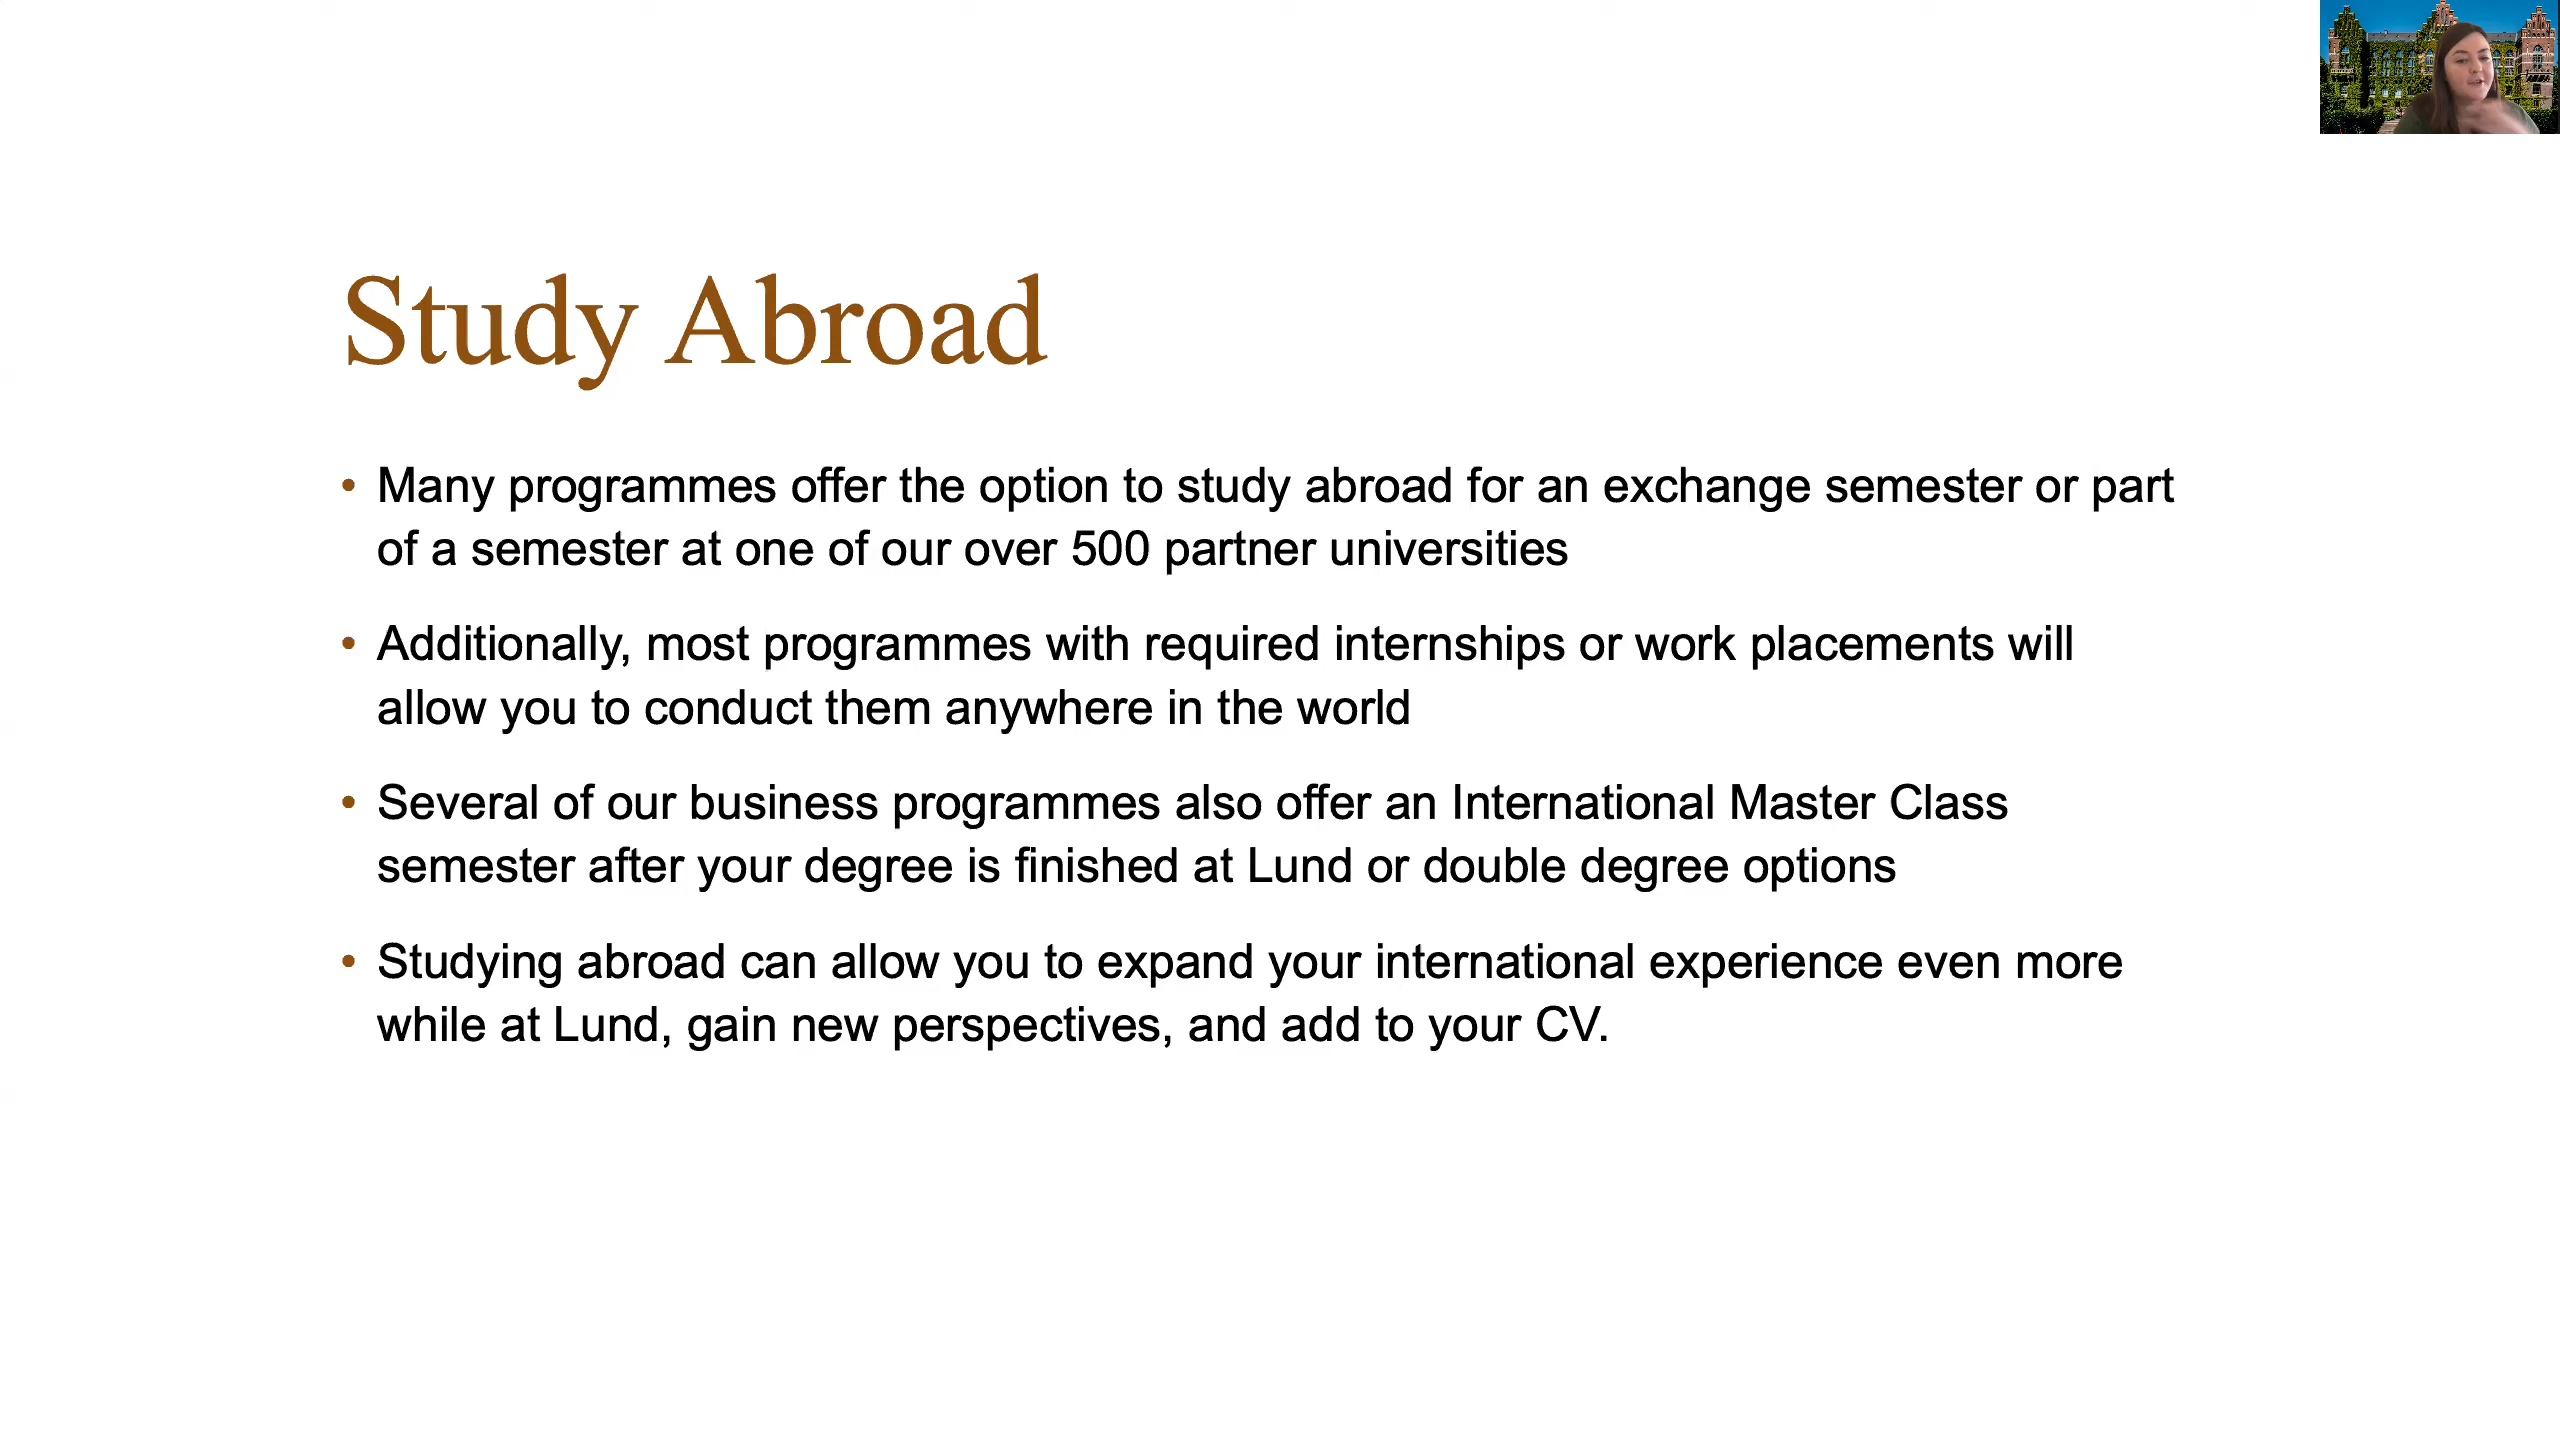 Study Abroad
• Many programmes offer the option to study abroad for an exchange semester or part
of a semester at one of our over 500 partner universities
• Additionally, most programmes with required internships or work placements will
allow you to conduct them anywhere in the world
• Several of our business programmes also offer an International Master Class
semester after your degree is finished at Lund or double degree options
• Studying abroad can allow you to expand your international experience even more
while at Lund, gain new perspectives, and add to your CV.